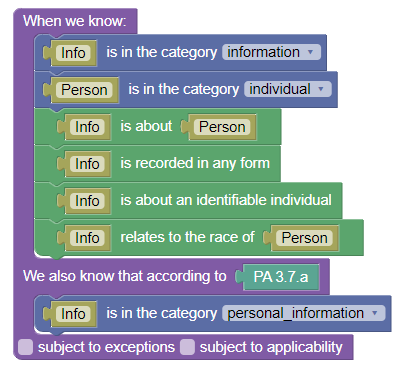 When we know:
Info is in the category information
Person is in the category individual
Info is about Person
Info is recorded in any form
Info is about an identifiable individual
Info relates to the race of Person
We also know that according to PA 3.7.a
Info is in the category personal_information
subject to exceptions subject to applicability